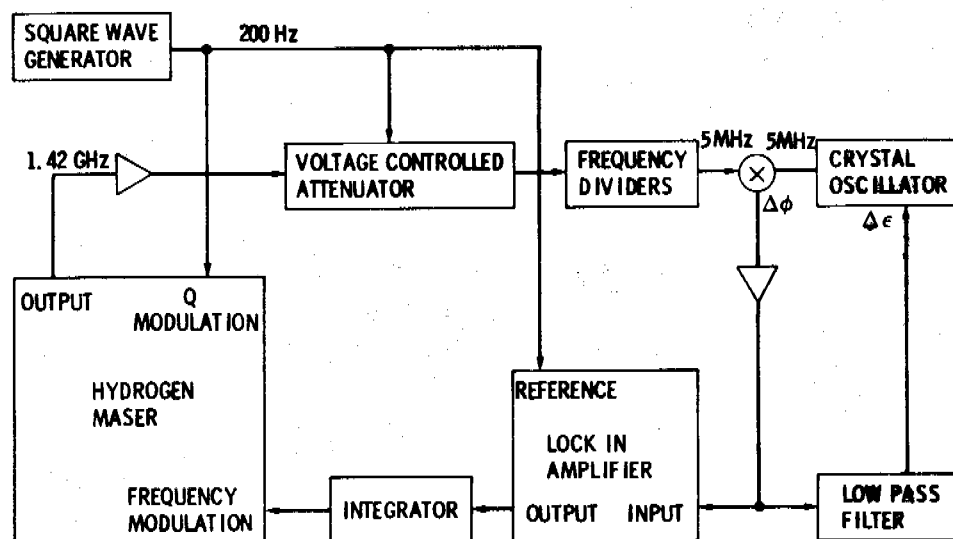 SQUARE WAVE
GENERATOR
200 Hz
1.42 GHz
VOLTAGE CONTROLLED
ATTENUATOR
FREQUENCY
DIVIDERS
5MHz
5MHz
CRYSTAL
OSCILLATOR
Δϕ
Δϵ
OUTPUT
Q
MODULATION
HYDROGEN
MASER
FREQUENCY
MODULATION
INTEGRATOR
REFERENCE
LOCK IN
AMPLIFIER
OUTPUT INPUT
LOW PASS
FILTER